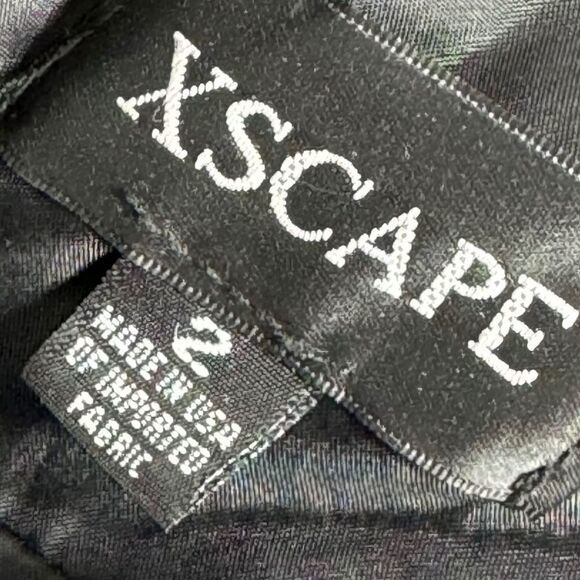 XSCAPE
2
MADE IN USA
OF IMPORTED
FABRIC